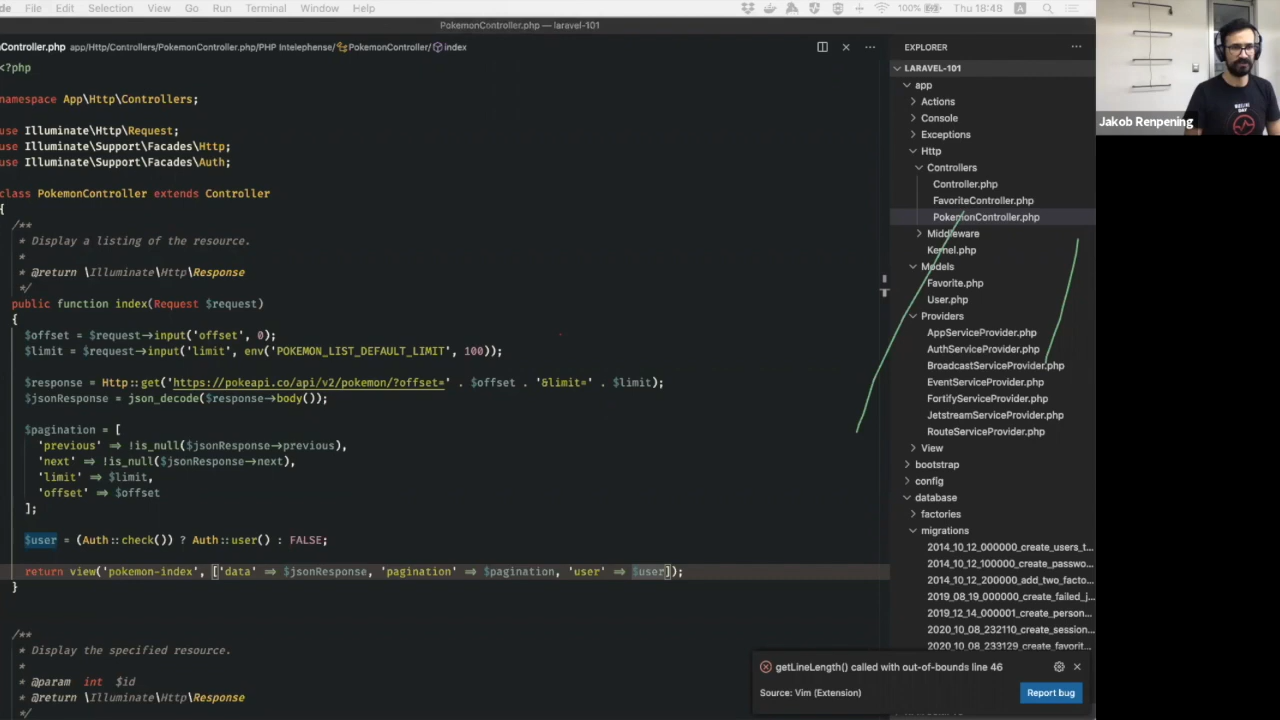 de File Edit Selection View Go Run Terminal Window Help 100% Thu 18:48 A
PokemonController.php — laravel-101
Controller.php app/Http/Controllers/PokemonController.php/PHP Intelephense/ PokemonController/ index
<?php
namespace App\Http\Controllers;
use Illuminate\Http\Request;
use Illuminate\Support\Facades\Http;
use Illuminate\Support\Facades\Auth;
class PokemonController extends Controller
{
/**
* Display a listing of the resource.
*
* @return \Illuminate\Http\Response
*/
public function index(Request $request)
{
$offset = $request→input('offset', 0);
$limit = $request→input('limit', env('POKEMON_LIST_DEFAULT_LIMIT', 100));
$response = Http::get('https://pokeapi.co/api/v2/pokemon/?offset=' . $offset . '&limit=' . $limit);
$jsonResponse = json_decode($response→body());
$pagination = [
'previous' ⇒ !is_null($jsonResponse→previous),
'next' ⇒ !is_null($jsonResponse→next),
'limit' ⇒ $limit,
'offset' ⇒ $offset
];
$user = (Auth::check()) ? Auth::user() : FALSE;
return view('pokemon-index', ['data' ⇒ $jsonResponse, 'pagination' ⇒ $pagination, 'user' ⇒ $user]);
}
/**
* Display the specified resource.
*
* @param int $id
* @return \Illuminate\Http\Response
*/
EXPLORER
LARAVEL-101
app
Actions
Console
Exceptions
Http
Controllers
Controller.php
FavoriteController.php
PokemonController.php
Middleware
Kernel.php
Models
Favorite.php
User.php
Providers
AppServiceProvider.php
AuthServiceProvider.php
BroadcastServiceProvider.php
EventServiceProvider.php
FortifyServiceProvider.php
JetstreamServiceProvider.php
RouteServiceProvider.php
View
bootstrap
config
database
factories
migrations
2014_10_12_000000_create_users_t...
2014_10_12_100000_create_passwo...
2014_10_12_200000_add_two_facto...
2019_08_19_000000_create_failed_j...
2019_12_14_000001_create_person...
2020_10_08_232110_create_session...
2020_10_08_233129_create_favorit...
getLineLength() called with out-of-bounds line 46
Source: Vim (Extension)
Report bug
Jakob Renpening